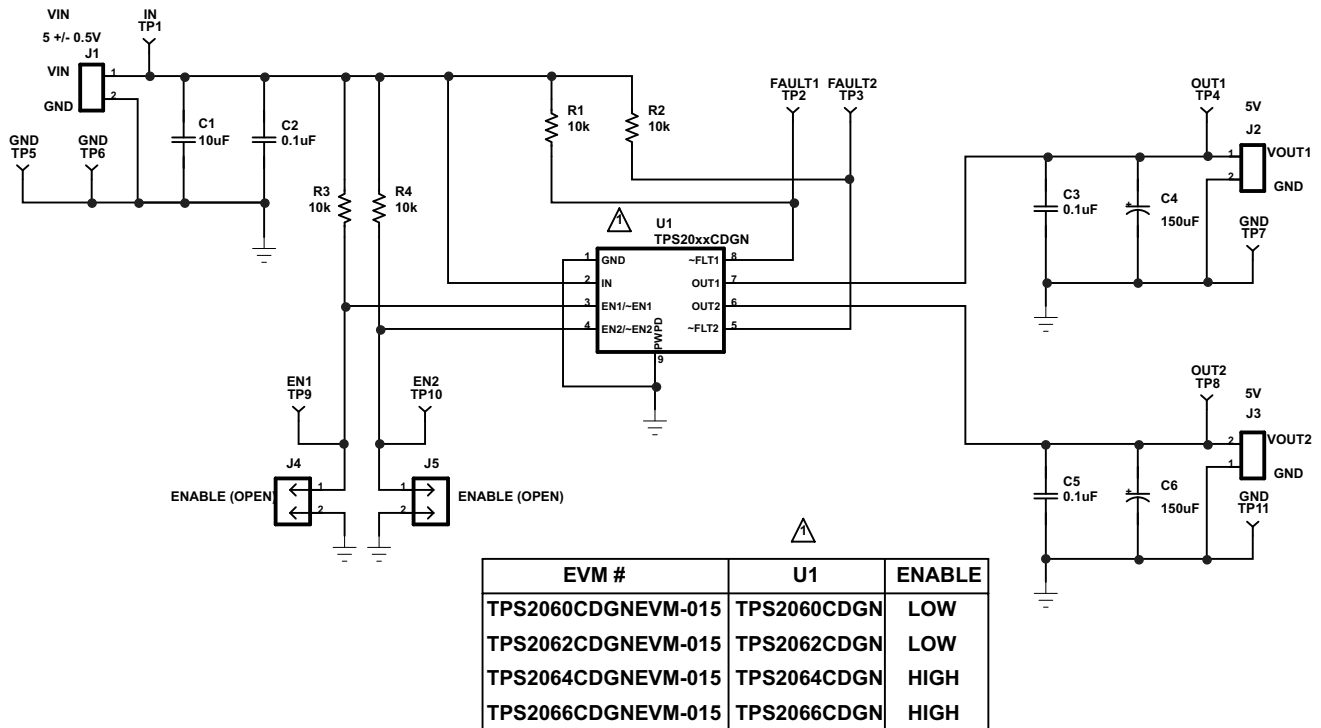 VIN
5 +/- 0.5V
J1
VIN
1
2
GND
IN
TP1
GND
TP5
GND
TP6
C1
10uF
C2
0.1uF
R3
10k
R4
10k
R1
10k
R2
10k
FAULT1
TP2
FAULT2
TP3
1
U1
TPS20xxCDGN
1
GND
2
IN
3
EN1/~EN1
4
EN2/~EN2
~FLT1
8
OUT1
7
OUT2
6
~FLT2
5
PWPD
9
OUT1
TP4
5V
J2
1
VOUT1
2
GND
C3
0.1uF
C4
+
150uF
GND
TP7
OUT2
TP8
5V
J3
2
VOUT2
1
GND
C5
0.1uF
C6
+
150uF
GND
TP11
EN1
TP9
EN2
TP10
J4
1
2
ENABLE (OPEN)
J5
1
2
ENABLE (OPEN)
1
EVM # U1 ENABLE
TPS2060CDGNEVM-015 TPS2060CDGN LOW
TPS2062CDGNEVM-015 TPS2062CDGN LOW
TPS2064CDGNEVM-015 TPS2064CDGN HIGH
TPS2066CDGNEVM-015 TPS2066CDGN HIGH